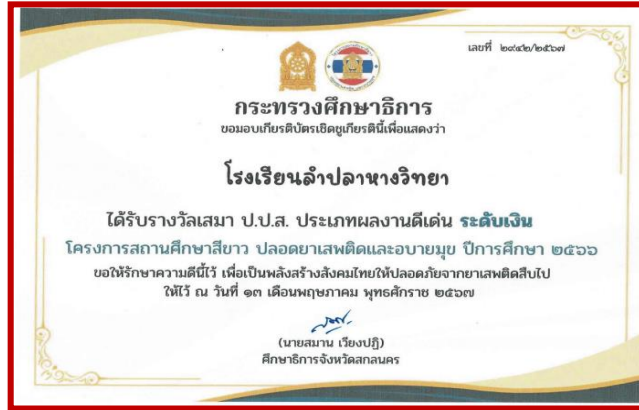 เลขที่ ๒๙๔๒/๒๕๖๗
กระทรวงศึกษาธิการ
ขอมอบเกียรติบัตรเชิดชูเกียรตินี้เพื่อแสดงว่า
โรงเรียนลำปลาหางวิทยา
ได้รับรางวัลเสมา ป.ป.ส. ประเภทผลงานดีเด่น ระดับเงิน
โครงการสถานศึกษาสีขาว ปลอดยาเสพติดและอบายมุข ปีการศึกษา ๒๕๖๖
ขอให้รักษาความดีนี้ไว้ เพื่อเป็นพลังสร้างสังคมไทยให้ปลอดภัยจากยาเสพติดสืบไป
ให้ไว้ ณ วันที่ ๑๓ เดือนพฤษภาคม พุทธศักราช ๒๕๖๗
(นายสมาน เวียงปฏิ)
ศึกษาธิการจังหวัดสกลนคร